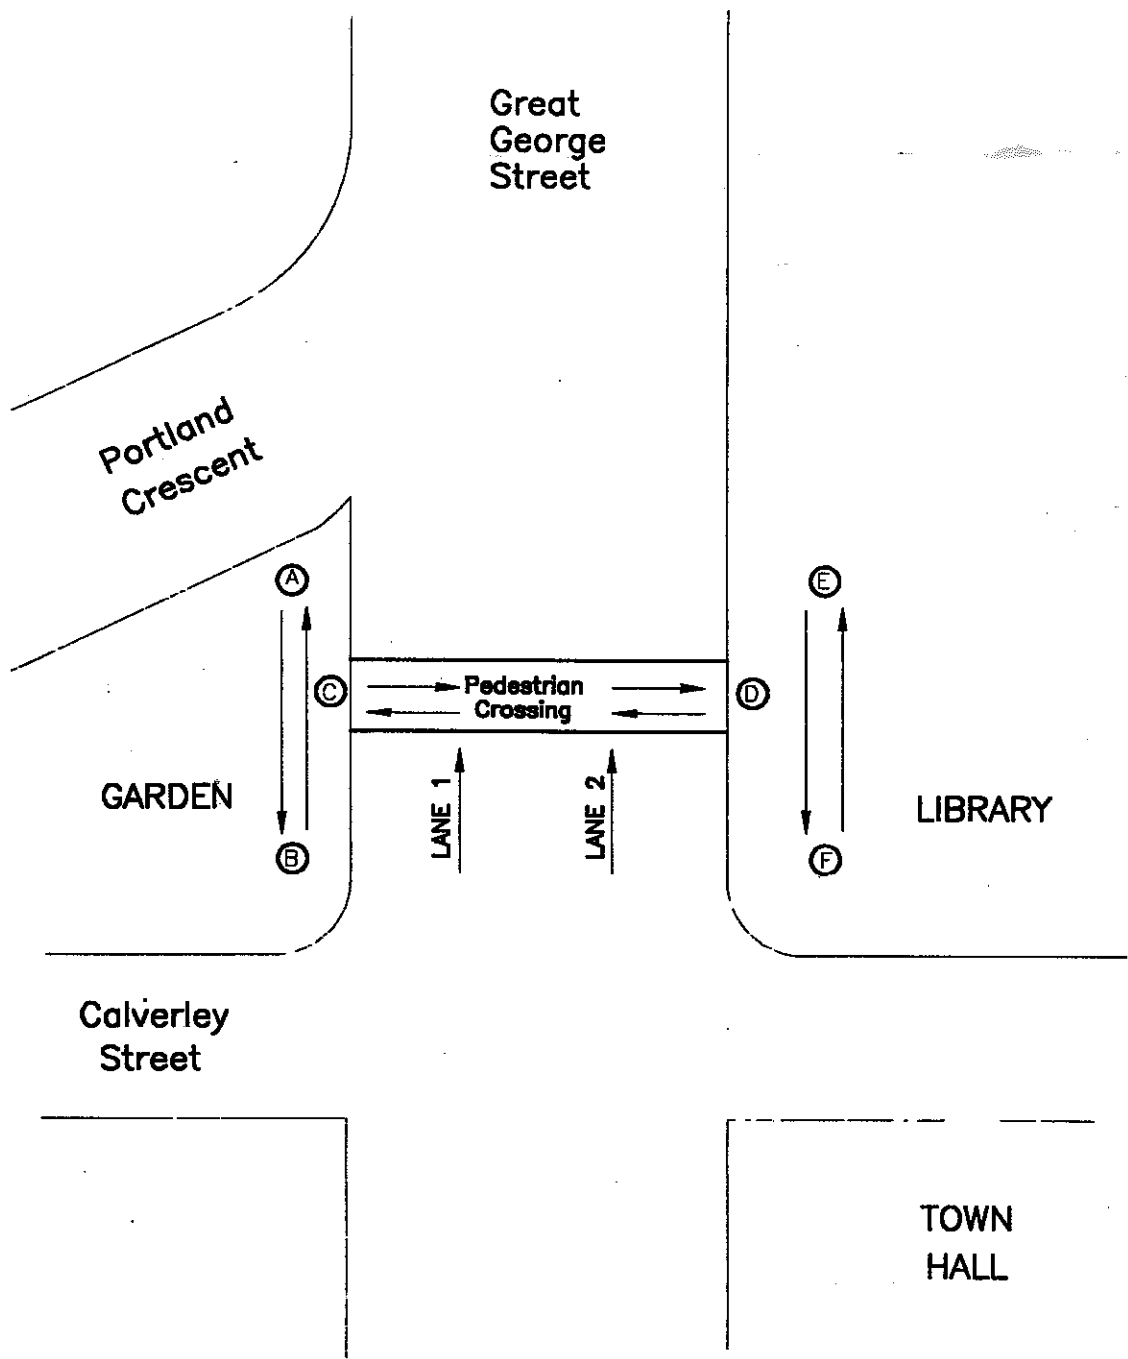 Great
George
Street
Portland
Crescent
A
E
C
Pedestrian
Crossing
D
GARDEN
LANE 1
LANE 2
LIBRARY
B
F
Calverley
Street
TOWN
HALL